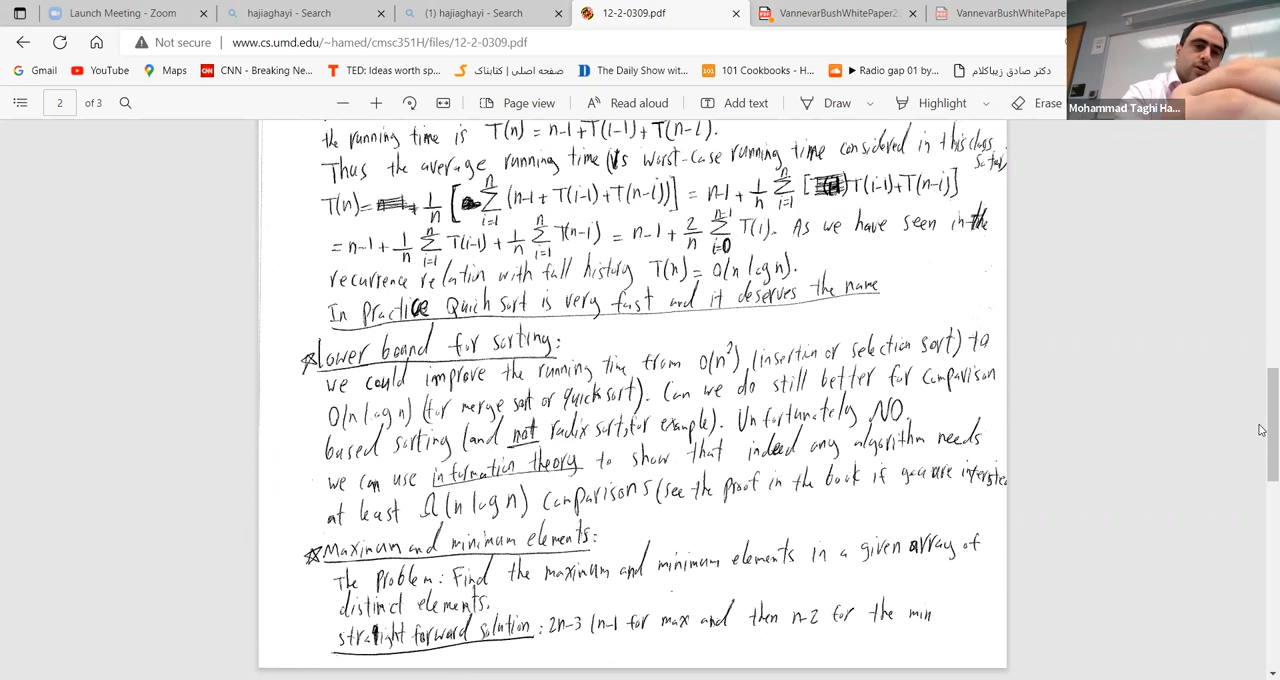 Launch Meeting - Zoom
hajiaghayi - Search
(1) hajiaghayi - Search
12-2-0309.pdf
VannevarBushWhitePaper22
VannevarBushWhitePape
Not secure
www.cs.umd.edu/~hamed/cmsc351H/files/12-2-0309.pdf
Gmail
YouTube
Maps
CNN - Breaking Ne...
TED: Ideas worth sp...
صفحه اصلی | کتابناک
The Daily Show wit...
101 Cookbooks - H...
Radio gap 01 by...
دکتر صادق زیباکلام
2 of 3
Page view
Read aloud
Add text
Draw
Highlight
Erase
Mohammad Taghi Ha...
the running time is T(n) = n-1+T(i-1)+T(n-i).
Thus the average running time (vs worst-case running time considered in this class so far)
T(n) = 1/n [ Σ_{i=1}^{n} (n-1+T(i-1)+T(n-i)) ] = n-1 + 1/n Σ_{i=1}^{n} [ T(i-1)+T(n-i) ]
= n-1 + 1/n Σ_{i=1}^{n} T(i-1) + 1/n Σ_{i=1}^{n} T(n-i) = n-1 + 2/n Σ_{i=0}^{n-1} T(i). As we have seen in the
recurrence relation with full history T(n) = O(n log n).
In practice Quick sort is very fast and it deserves the name
☆Lower bound for sorting:
we could improve the running time from O(n²) (insertion or selection sort) to
O(n log n) (for merge sort or quick sort). Can we do still better for comparison
based sorting (and not radix sort, for example). Unfortunately NO.
we can use information theory to show that indeed any algorithm needs
at least Ω(n log n) comparisons (see the proof in the book if you are interste
☆Maximum and minimum elements:
The problem: Find the maximum and minimum elements in a given array of
distinct elements.
straight forward solution: 2n-3 (n-1 for max and then n-2 for the min